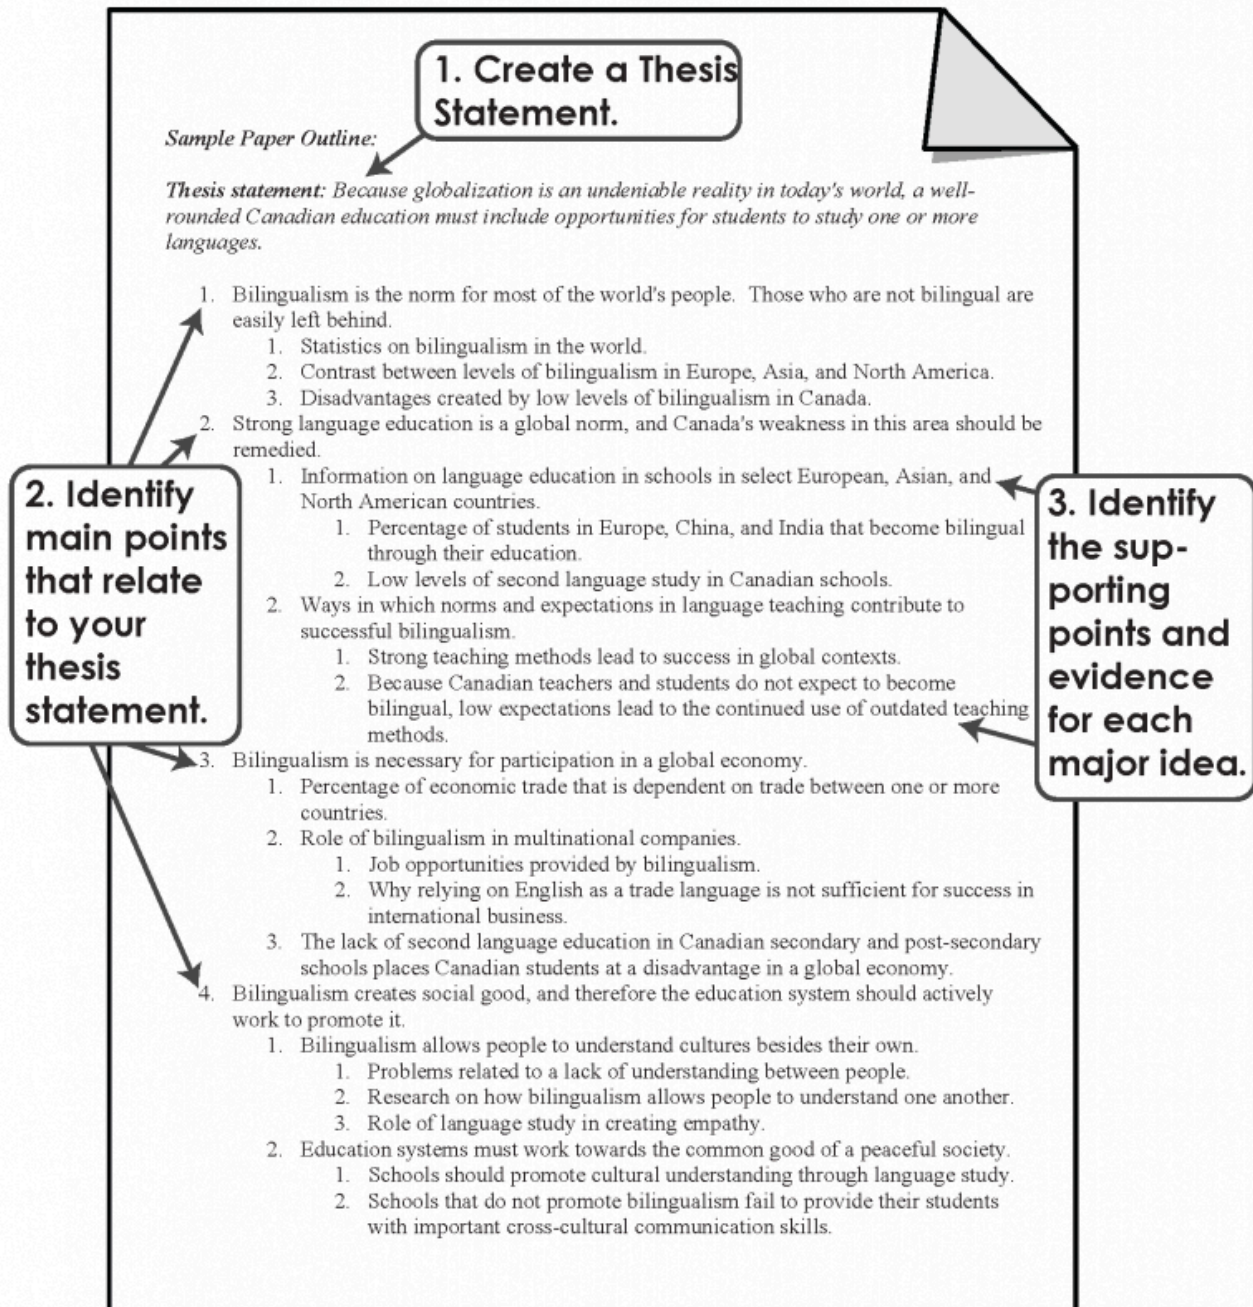 1. Create a Thesis
Statement.
Sample Paper Outline:
Thesis statement: Because globalization is an undeniable reality in today's world, a well-
rounded Canadian education must include opportunities for students to study one or more
languages.
1. Bilingualism is the norm for most of the world's people. Those who are not bilingual are
easily left behind.
1. Statistics on bilingualism in the world.
2. Contrast between levels of bilingualism in Europe, Asia, and North America.
3. Disadvantages created by low levels of bilingualism in Canada.
2. Strong language education is a global norm, and Canada's weakness in this area should be
remedied.
1. Information on language education in schools in select European, Asian, and
North American countries.
1. Percentage of students in Europe, China, and India that become bilingual
through their education.
2. Low levels of second language study in Canadian schools.
2. Ways in which norms and expectations in language teaching contribute to
successful bilingualism.
1. Strong teaching methods lead to success in global contexts.
2. Because Canadian teachers and students do not expect to become
bilingual, low expectations lead to the continued use of outdated teaching
methods.
3. Bilingualism is necessary for participation in a global economy.
1. Percentage of economic trade that is dependent on trade between one or more
countries.
2. Role of bilingualism in multinational companies.
1. Job opportunities provided by bilingualism.
2. Why relying on English as a trade language is not sufficient for success in
international business.
3. The lack of second language education in Canadian secondary and post-secondary
schools places Canadian students at a disadvantage in a global economy.
4. Bilingualism creates social good, and therefore the education system should actively
work to promote it.
1. Bilingualism allows people to understand cultures besides their own.
1. Problems related to a lack of understanding between people.
2. Research on how bilingualism allows people to understand one another.
3. Role of language study in creating empathy.
2. Education systems must work towards the common good of a peaceful society.
1. Schools should promote cultural understanding through language study.
2. Schools that do not promote bilingualism fail to provide their students
with important cross-cultural communication skills.
2. Identify
main points
that relate
to your
thesis
statement.
3. Identify
the sup-
porting
points and
evidence
for each
major idea.